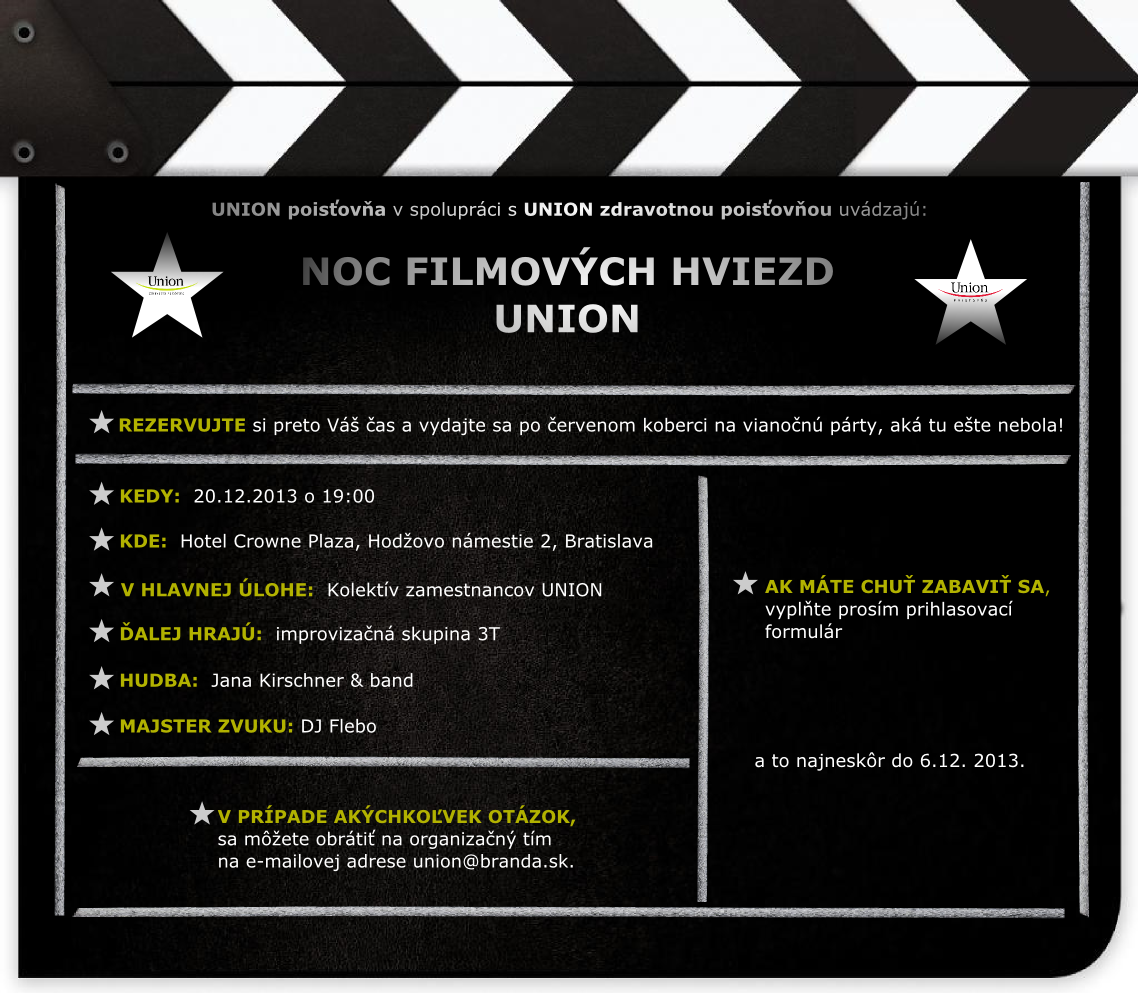 UNION poisťovňa v spolupráci s UNION zdravotnou poisťovňou uvádzajú:
NOC FILMOVÝCH HVIEZD
UNION
Union
Union
REZERVUJTE si preto Váš čas a vydajte sa po červenom koberci na vianočnú párty, aká tu ešte nebola!
KEDY: 20.12.2013 o 19:00
KDE: Hotel Crowne Plaza, Hodžovo námestie 2, Bratislava
V HLAVNEJ ÚLOHE: Kolektív zamestnancov UNION
ĎALEJ HRAJÚ: improvizačná skupina 3T
HUDBA: Jana Kirschner & band
MAJSTER ZVUKU: DJ Flebo
V PRÍPADE AKÝCHKOĽVEK OTÁZOK,
sa môžete obrátiť na organizačný tím
na e-mailovej adrese union@branda.sk.
AK MÁTE CHUŤ ZABAVIŤ SA,
vyplňte prosím prihlasovací
formulár
a to najneskôr do 6.12. 2013.